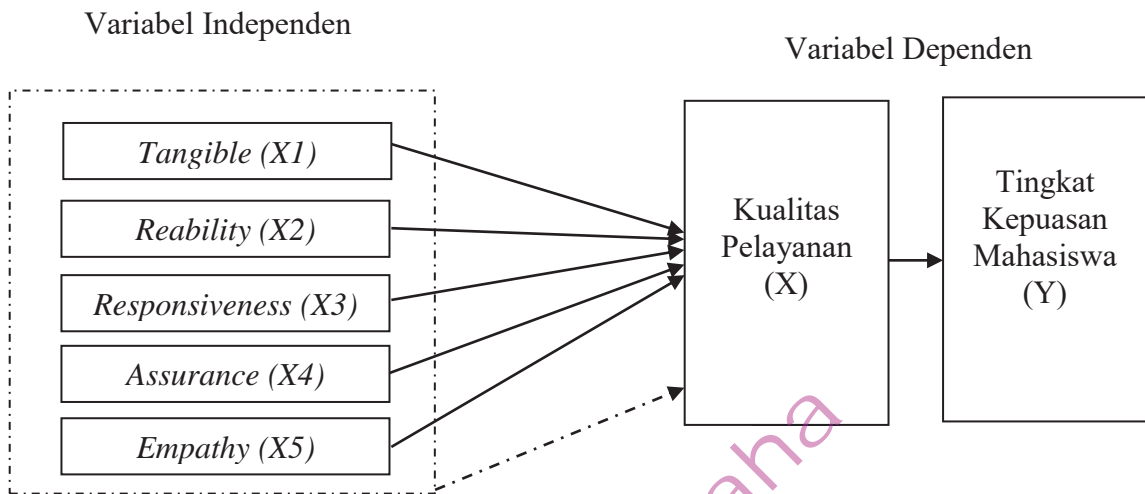 Variabel Independen
Variabel Dependen
Tangible (X1)
Reability (X2)
Responsiveness (X3)
Assurance (X4)
Empathy (X5)
Kualitas
Pelayanan
(X)
Tingkat
Kepuasan
Mahasiswa
(Y)
aha